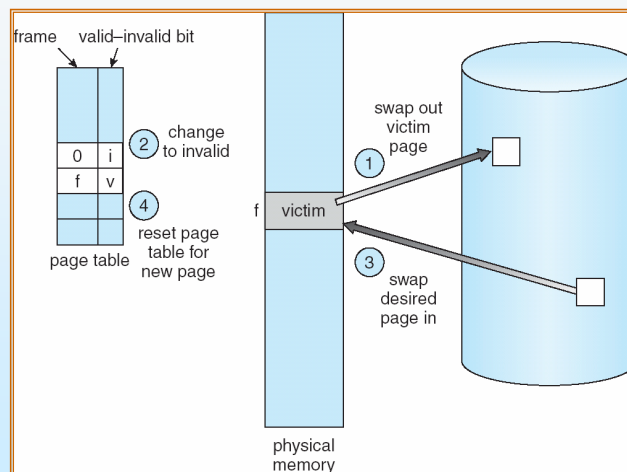 frame valid–invalid bit
0 i
f v
2 change
to invalid
4
reset page
table for
new page
page table
swap out
victim
page
1
f victim
3
swap
desired
page in
physical
memory